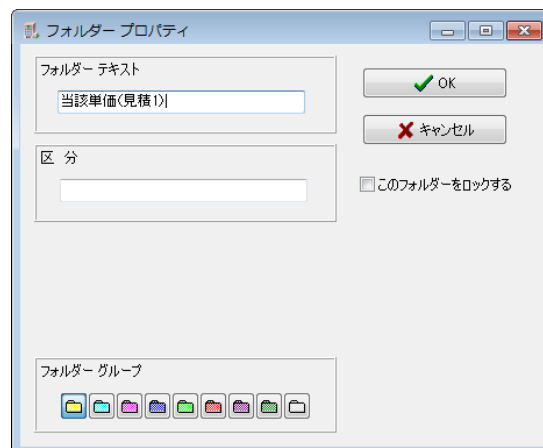 フォルダー プロパティ
フォルダー テキスト
当該単価(見積1)
OK
キャンセル
区 分
このフォルダーをロックする
フォルダー グループ